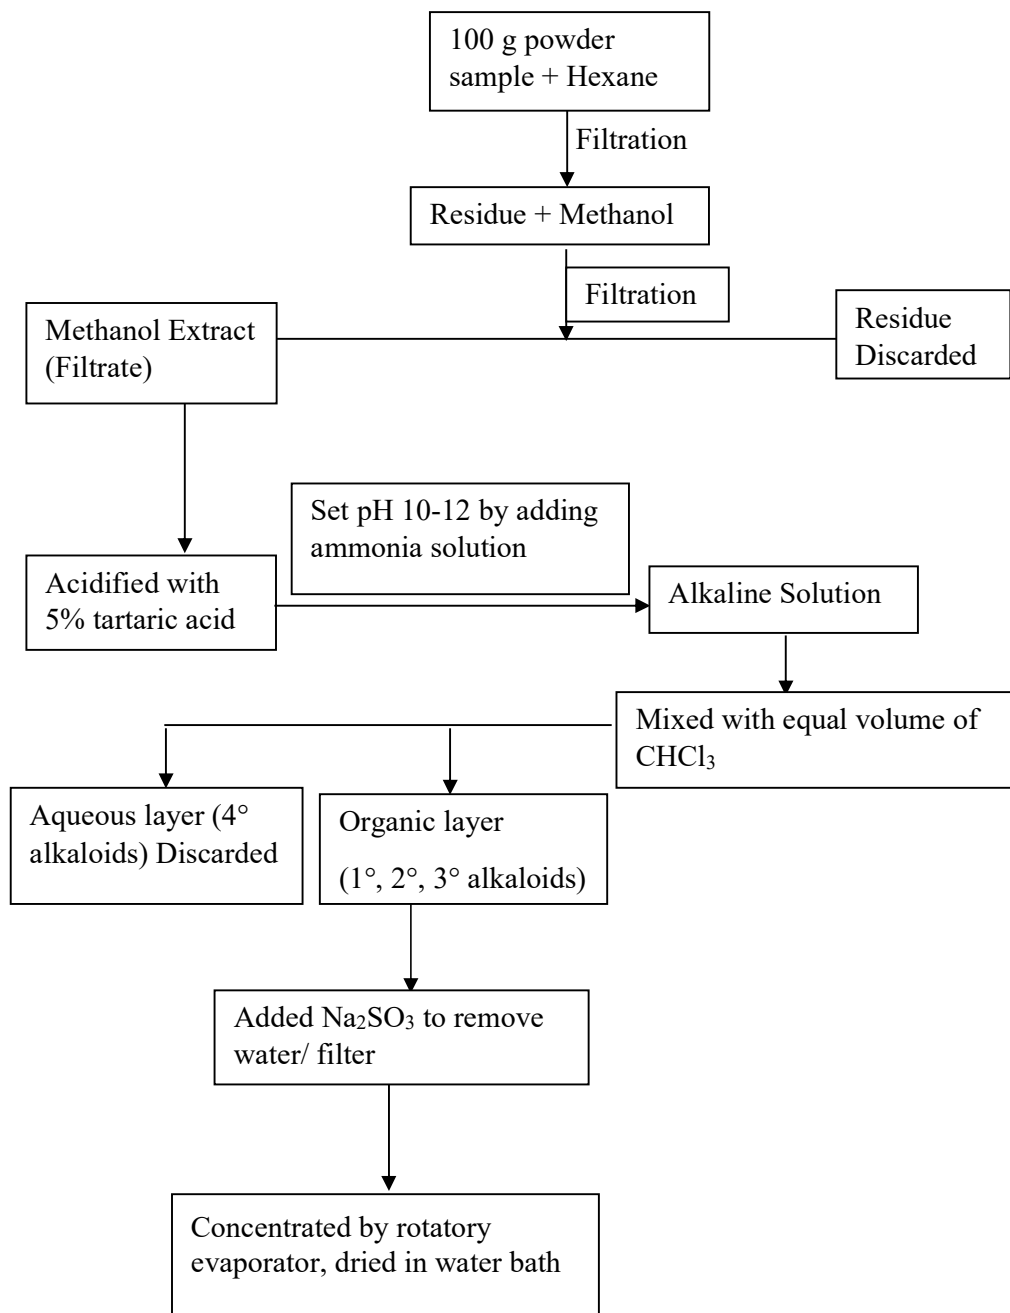 100 g powder
sample + Hexane
Filtration
Residue + Methanol
Filtration
Methanol Extract
(Filtrate)
Residue
Discarded
Set pH 10-12 by adding
ammonia solution
Acidified with
5% tartaric acid
Alkaline Solution
Mixed with equal volume of
CHCl₃
Aqueous layer (4°
alkaloids) Discarded
Organic layer
(1°, 2°, 3° alkaloids)
Added Na₂SO₃ to remove
water/ filter
Concentrated by rotatory
evaporator, dried in water bath